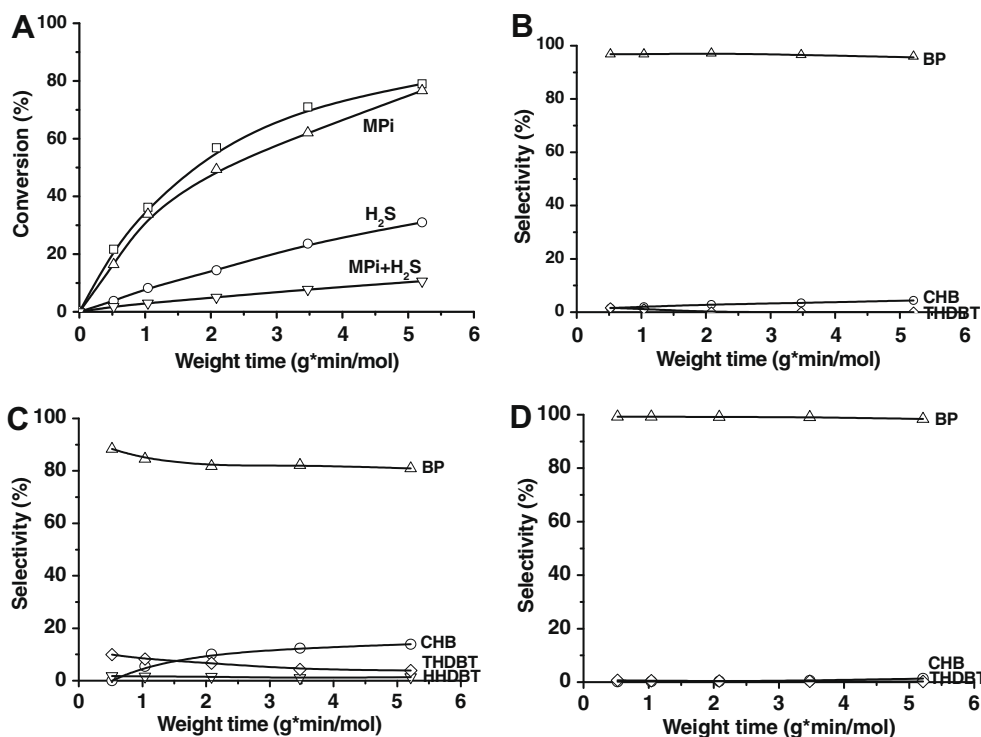 A
100
80
60
40
20
0
Conversion (%)
MPi
H₂S
MPi+H₂S
0 1 2 3 4 5 6
Weight time (g*min/mol)
B
100
80
60
40
20
0
Selectivity (%)
BP
CHB
THDBT
0 1 2 3 4 5 6
Weight time (g*min/mol)
C
100
80
60
40
20
0
Selectivity (%)
BP
CHB
THDBT
HHDBT
0 1 2 3 4 5 6
Weight time (g*min/mol)
D
100
80
60
40
20
0
Selectivity (%)
BP
CHB
THDBT
0 1 2 3 4 5 6
Weight time (g*min/mol)